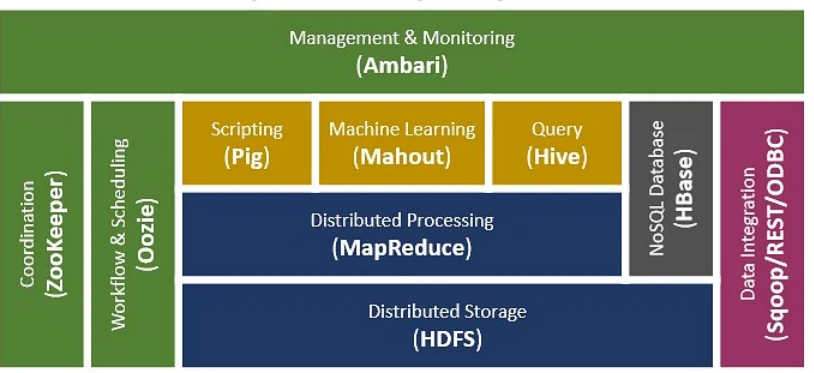 Management & Monitoring
(Ambari)
Coordination
(ZooKeeper)
Workflow & Scheduling
(Oozie)
Scripting
(Pig)
Machine Learning
(Mahout)
Query
(Hive)
NoSQL Database
(HBase)
Data Integration
(Sqoop/REST/ODBC)
Distributed Processing
(MapReduce)
Distributed Storage
(HDFS)